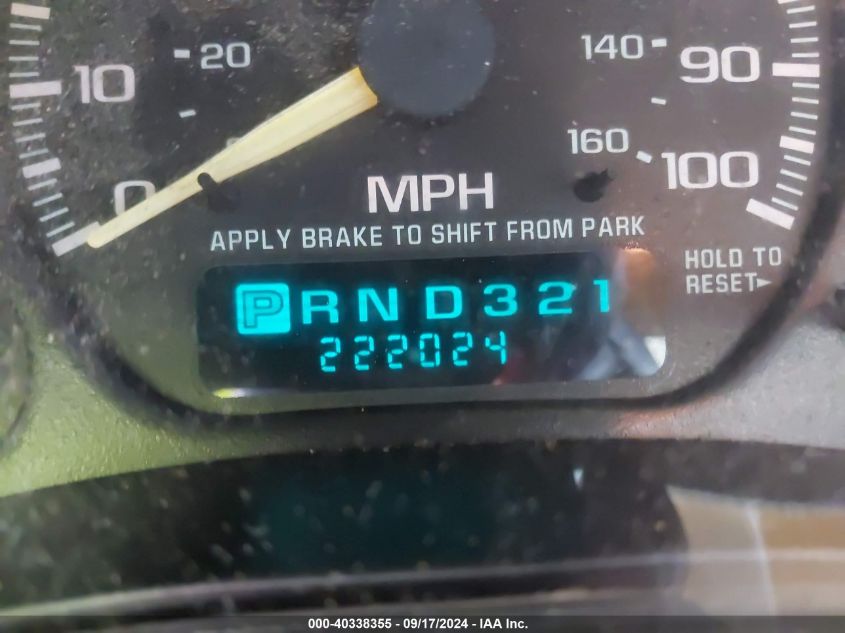 10 20 140 90
160 100
0 MPH
APPLY BRAKE TO SHIFT FROM PARK
HOLD TO
RESET►
PRND321
222024
000-40338355 - 09/17/2024 - IAA Inc.